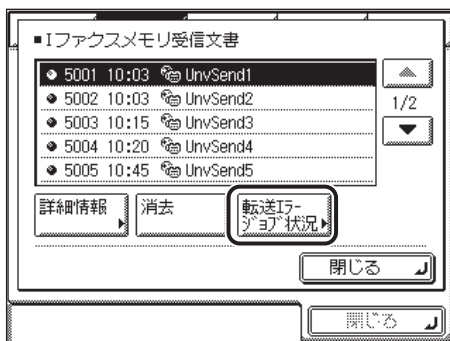 ■Iファクスメモリ受信文書
5001 10:03 UnvSend1
5002 10:03 UnvSend2
5003 10:15 UnvSend3
5004 10:20 UnvSend4
5005 10:45 UnvSend5
1/2
詳細情報 消去 転送エラー
ジョブ状況
閉じる
閉じる